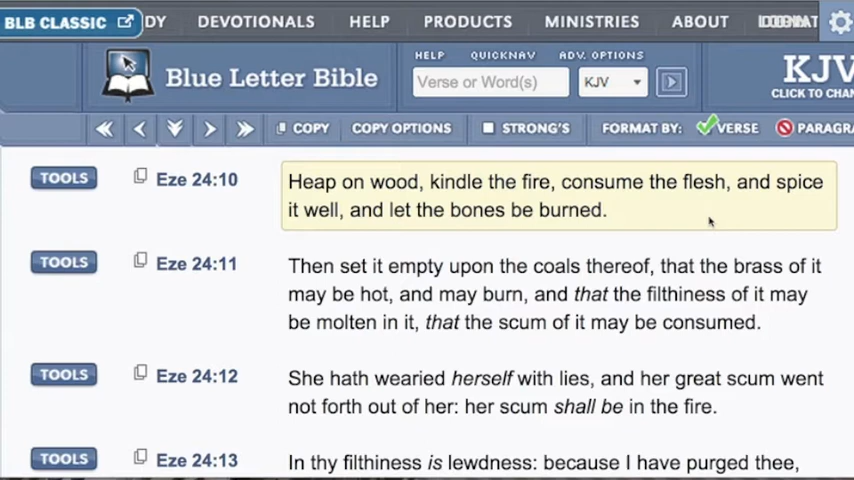 BLB CLASSIC DY DEVOTIONALS HELP PRODUCTS MINISTRIES ABOUT
HELP QUICKNAV ADV. OPTIONS
Blue Letter Bible Verse or Word(s) KJV KJV
CLICK TO CHAN
COPY COPY OPTIONS STRONG'S FORMAT BY: VERSE PARAGRA
TOOLS Eze 24:10 Heap on wood, kindle the fire, consume the flesh, and spice
it well, and let the bones be burned.
TOOLS Eze 24:11 Then set it empty upon the coals thereof, that the brass of it
may be hot, and may burn, and that the filthiness of it may
be molten in it, that the scum of it may be consumed.
TOOLS Eze 24:12 She hath wearied herself with lies, and her great scum went
not forth out of her: her scum shall be in the fire.
TOOLS Eze 24:13 In thy filthiness is lewdness: because I have purged thee,